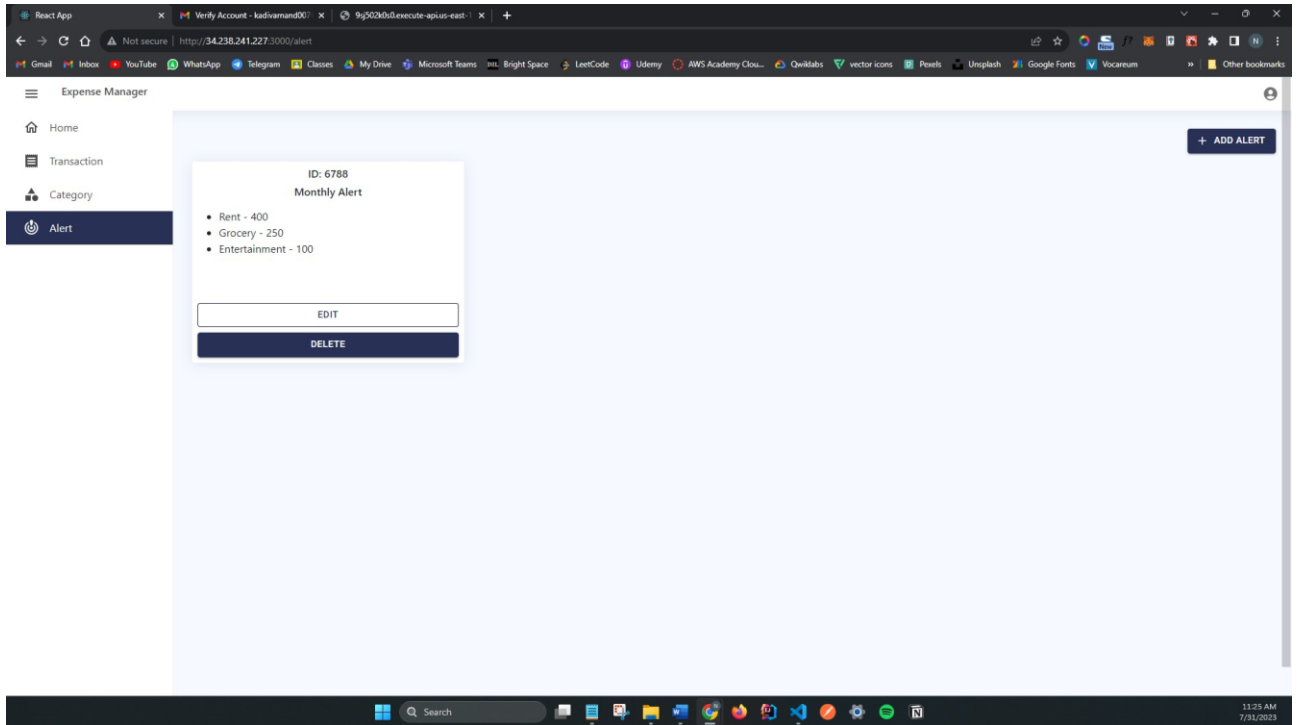 React App
Verify Account - kadivarnand007
9sj502k0s0.execute-api.us-east-1
Not secure | http://34.238.241.227:3000/alert
New
Gmail Inbox YouTube WhatsApp Telegram Classes My Drive Microsoft Teams Bright Space LeetCode Udemy AWS Academy Clou... Qwiklabs vector icons Pexels Unsplash Google Fonts Vocareum » Other bookmarks
Expense Manager
Home
Transaction
Category
Alert
+ ADD ALERT
ID: 6788
Monthly Alert
Rent - 400
Grocery - 250
Entertainment - 100
EDIT
DELETE
Search
11:25 AM
7/31/2023